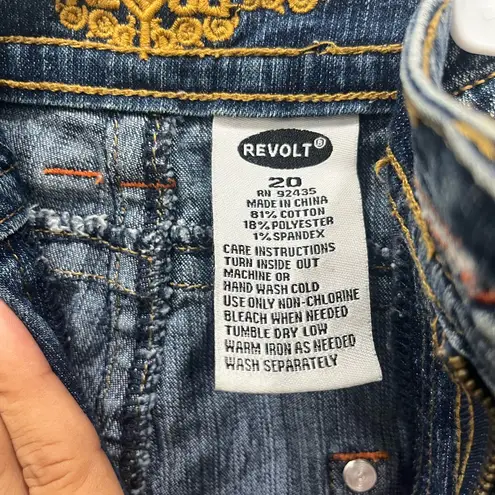 REVOLT®
20
RN 92435
MADE IN CHINA
81% COTTON
18% POLYESTER
1% SPANDEX
CARE INSTRUCTIONS
TURN INSIDE OUT
MACHINE OR
HAND WASH COLD
USE ONLY NON-CHLORINE
BLEACH WHEN NEEDED
TUMBLE DRY LOW
WARM IRON AS NEEDED
WASH SEPARATELY